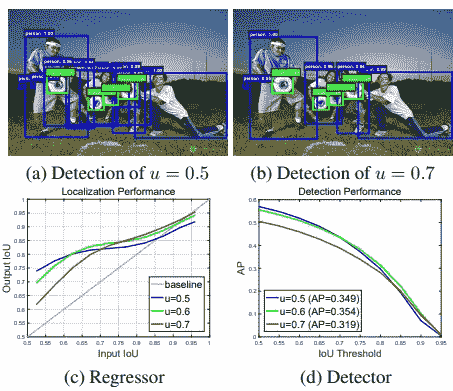 person 1.00
person 1.00
(a) Detection of u = 0.5
(b) Detection of u = 0.7
Localization Performance
Output IoU
1
0.95
0.9
0.85
0.8
0.75
0.7
0.65
0.6
0.55
0.5
baseline
u=0.5
u=0.6
u=0.7
0.5 0.55 0.6 0.65 0.7 0.75 0.8 0.85 0.9 0.95 1
Input IoU
Detection Performance
AP
0.6
0.5
0.4
0.3
0.2
0.1
0
u=0.5 (AP=0.349)
u=0.6 (AP=0.354)
u=0.7 (AP=0.319)
0.5 0.55 0.6 0.65 0.7 0.75 0.8 0.85 0.9 0.95
IoU Threshold
(c) Regressor
(d) Detector